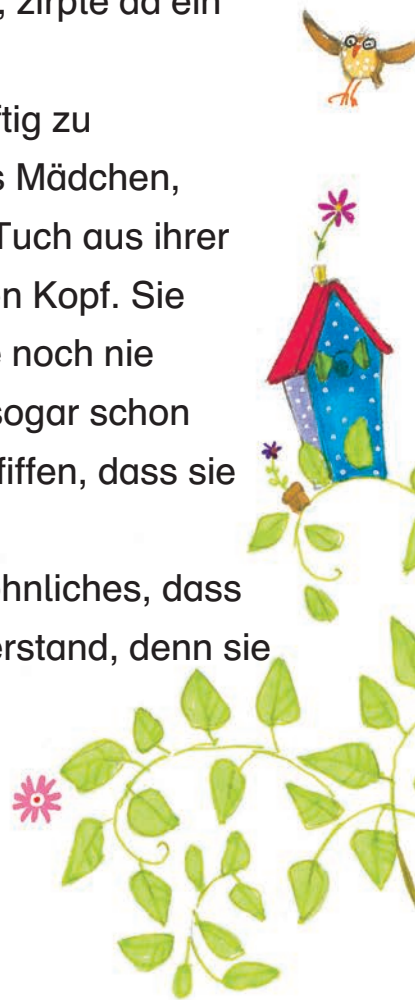 , zirpte da ein
ftig zu
s Mädchen,
Tuch aus ihrer
n Kopf. Sie
e noch nie
sogar schon
fiffen, dass sie
hnliches, dass
erstand, denn sie